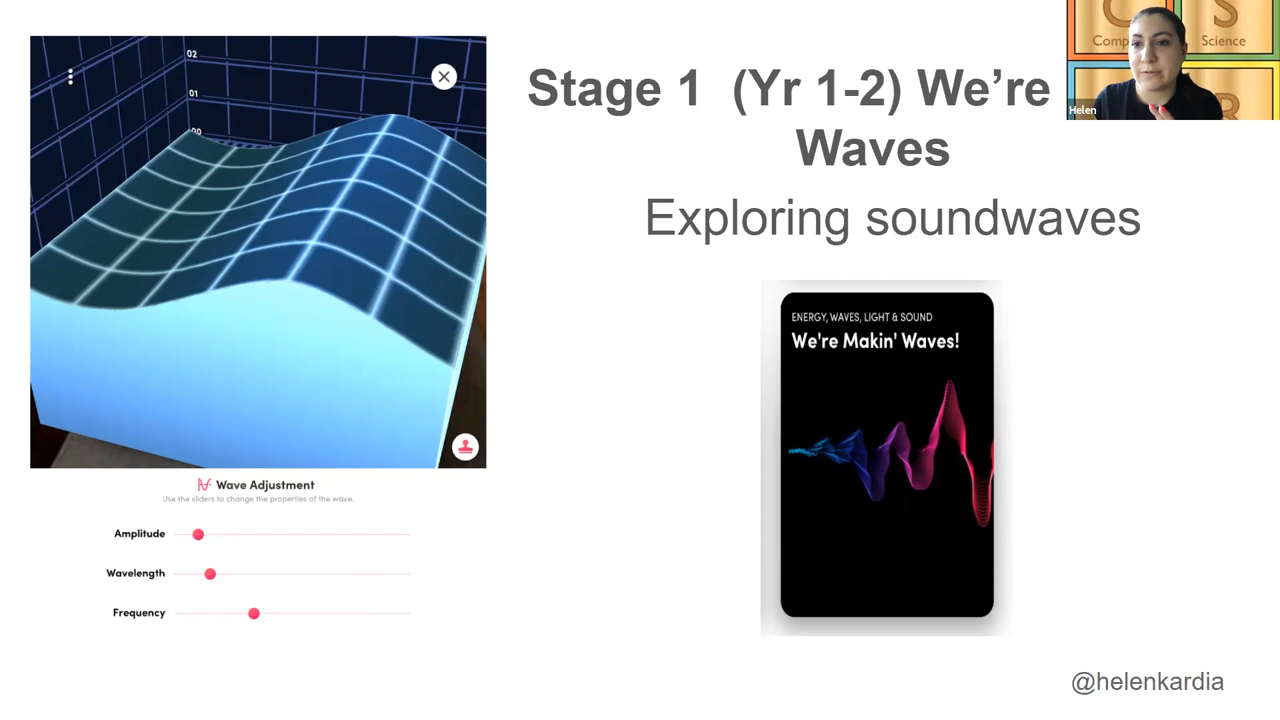 02
01
00
Wave Adjustment
Use the sliders to change the properties of the wave.
Amplitude
Wavelength
Frequency
Stage 1 (Yr 1-2) We’re
Waves
Exploring soundwaves
ENERGY, WAVES, LIGHT & SOUND
We're Makin' Waves!
@helenkardia
C
S
Comp
Science
R
Helen